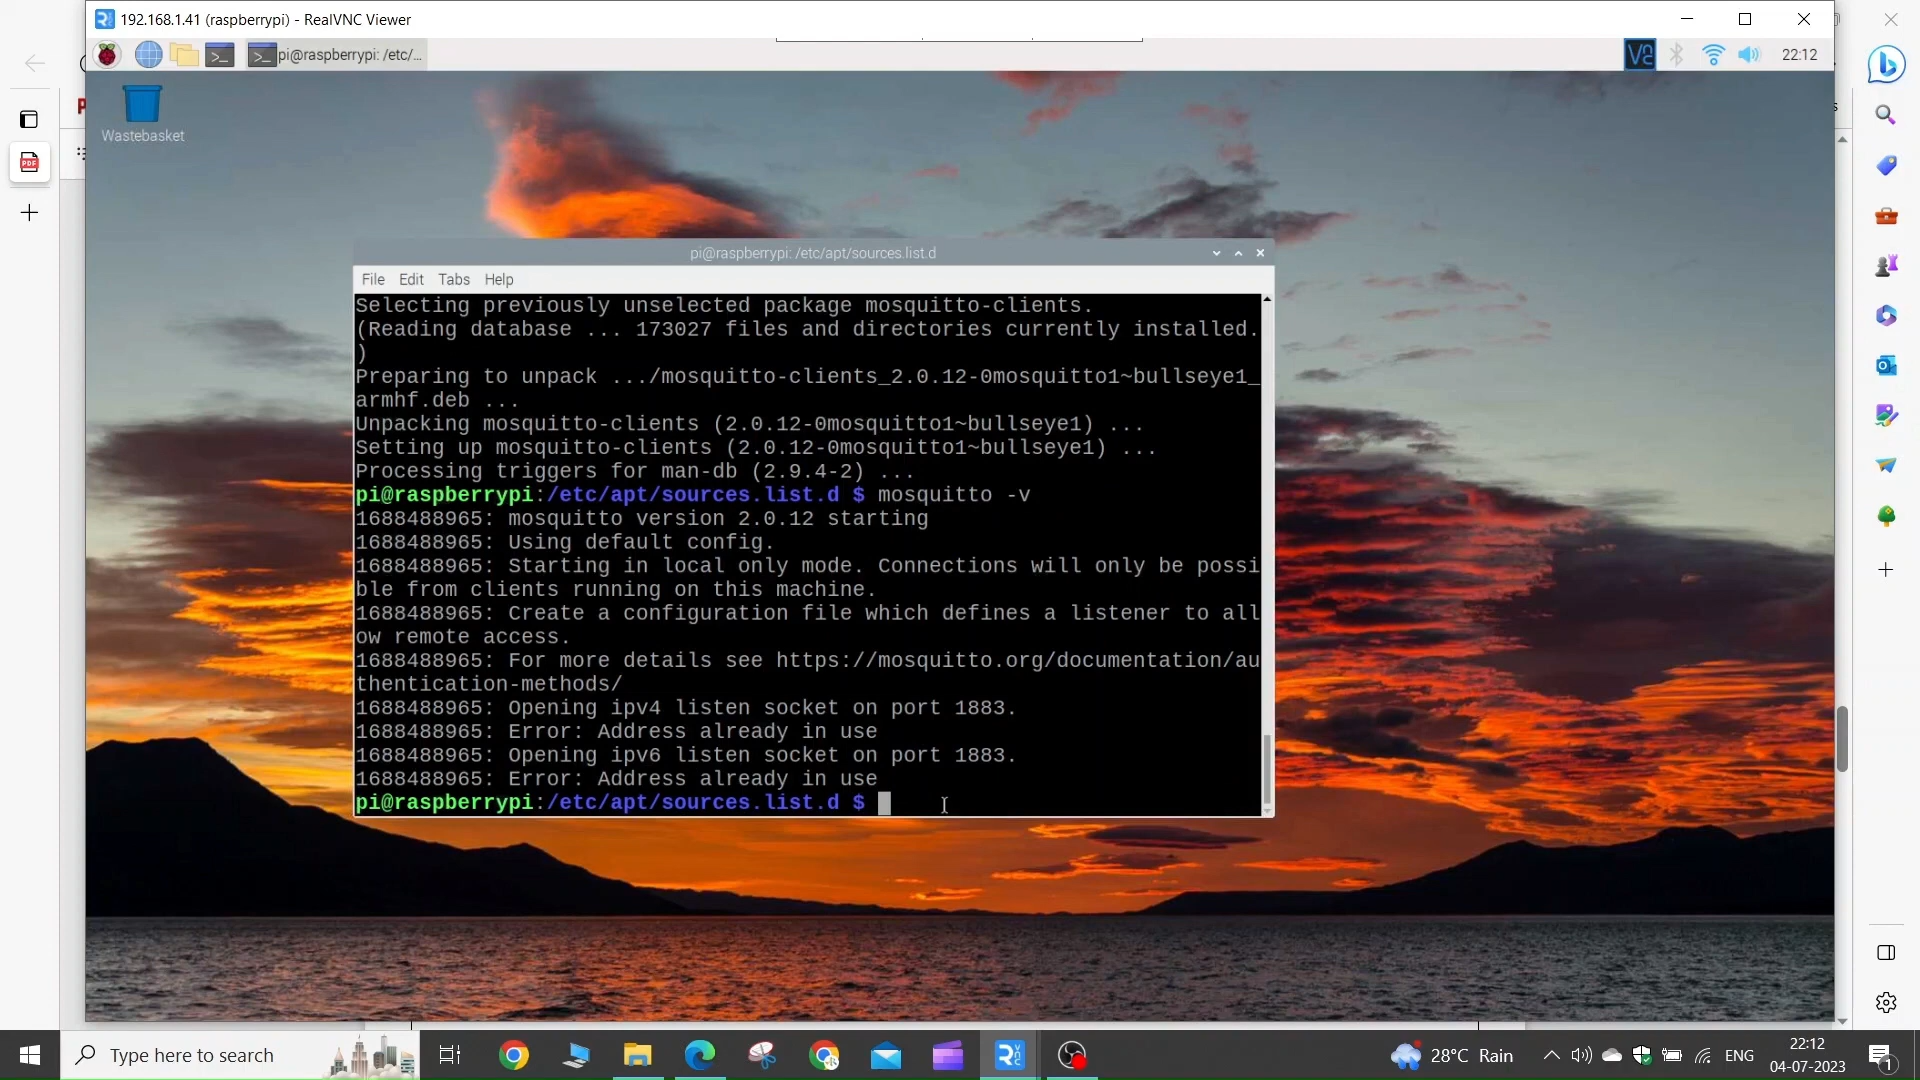 192.168.1.41 (raspberrypi) - RealVNC Viewer
pi@raspberrypi: /etc/...
22:12
Wastebasket
pi@raspberrypi: /etc/apt/sources.list.d
File Edit Tabs Help
Selecting previously unselected package mosquitto-clients.
(Reading database ... 173027 files and directories currently installed.
)
Preparing to unpack .../mosquitto-clients_2.0.12-0mosquitto1~bullseye1_
armhf.deb ...
Unpacking mosquitto-clients (2.0.12-0mosquitto1~bullseye1) ...
Setting up mosquitto-clients (2.0.12-0mosquitto1~bullseye1) ...
Processing triggers for man-db (2.9.4-2) ...
pi@raspberrypi:/etc/apt/sources.list.d $ mosquitto -v
1688488965: mosquitto version 2.0.12 starting
1688488965: Using default config.
1688488965: Starting in local only mode. Connections will only be possi
ble from clients running on this machine.
1688488965: Create a configuration file which defines a listener to all
ow remote access.
1688488965: For more details see https://mosquitto.org/documentation/au
thentication-methods/
1688488965: Opening ipv4 listen socket on port 1883.
1688488965: Error: Address already in use
1688488965: Opening ipv6 listen socket on port 1883.
1688488965: Error: Address already in use
pi@raspberrypi:/etc/apt/sources.list.d $
Type here to search
28°C Rain
ENG
22:12
04-07-2023
1